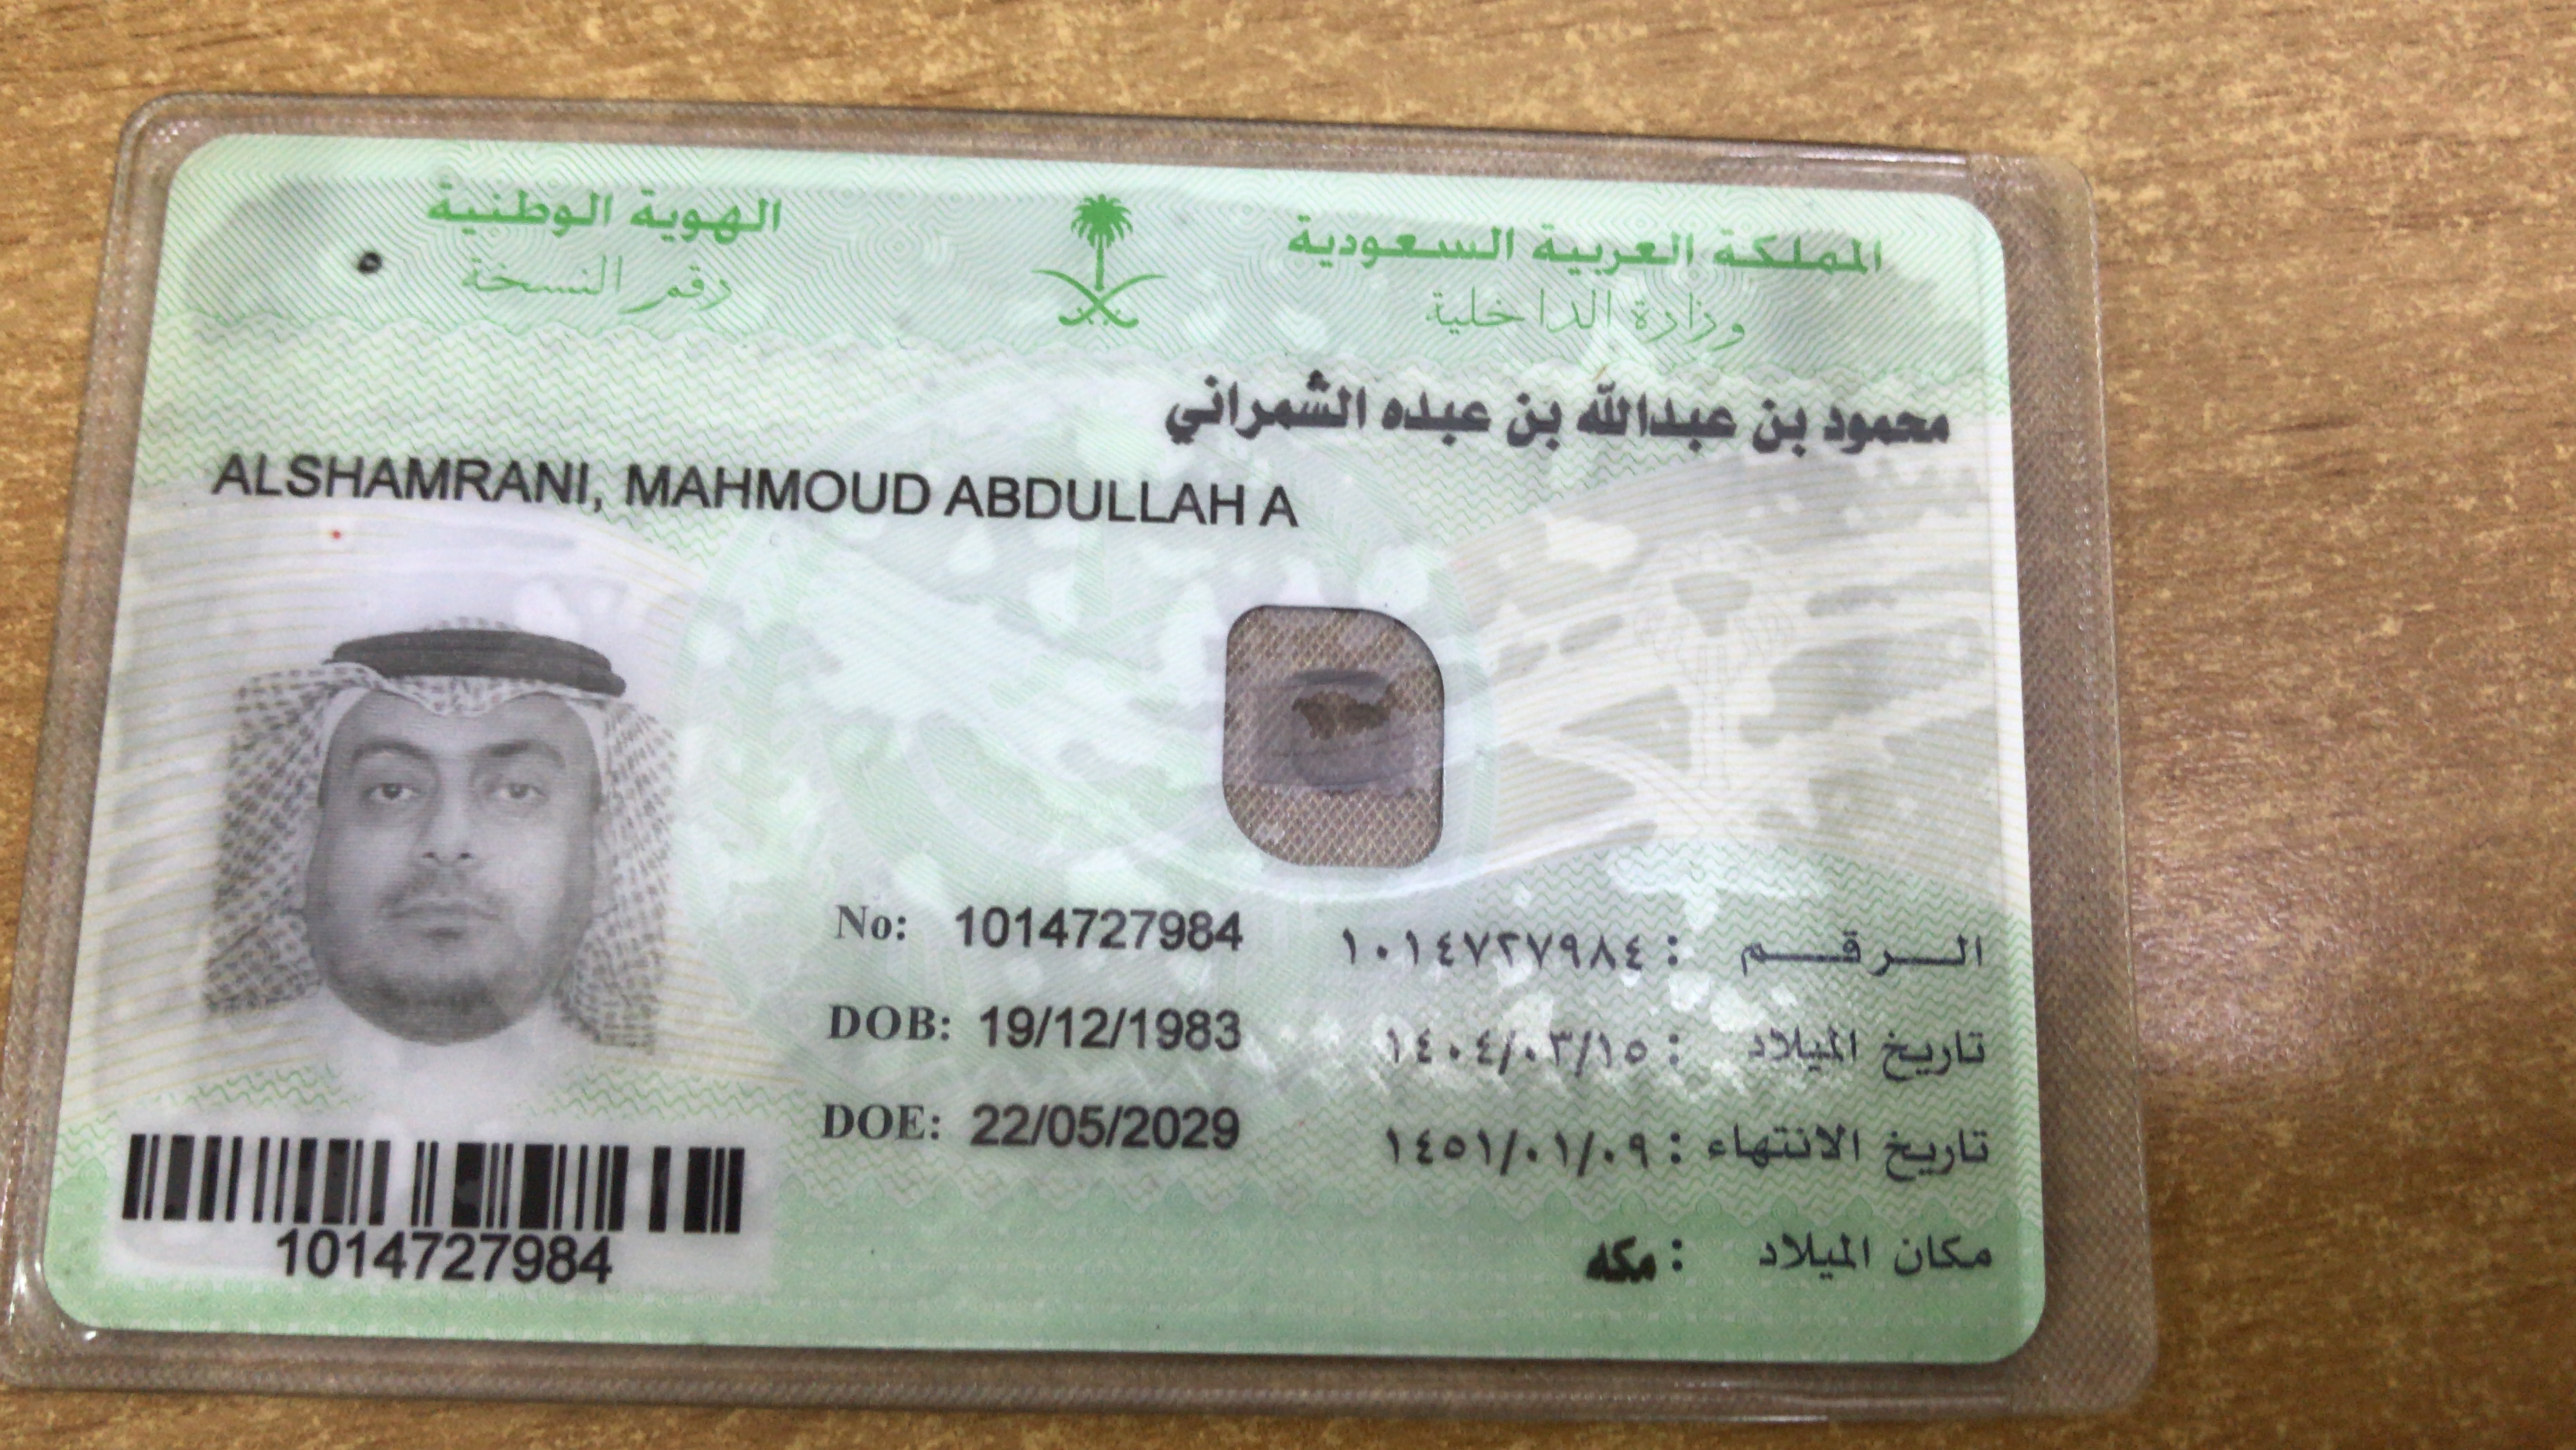 المملكة العربية السعودية
الهوية الوطنية
وزارة الداخلية
رقم النسخة
٥
محمود بن عبدالله بن عبده الشمراني
ALSHAMRANI, MAHMOUD ABDULLAH A
الرقم : ١٠١٤٧٢٧٩٨٤
No: 1014727984
تاريخ الميلاد : ١٤٠٤/٠٣/١٥
DOB: 19/12/1983
تاريخ الانتهاء : ١٤٥١/٠١/٠٩
DOE: 22/05/2029
مكان الميلاد : مكه
1014727984